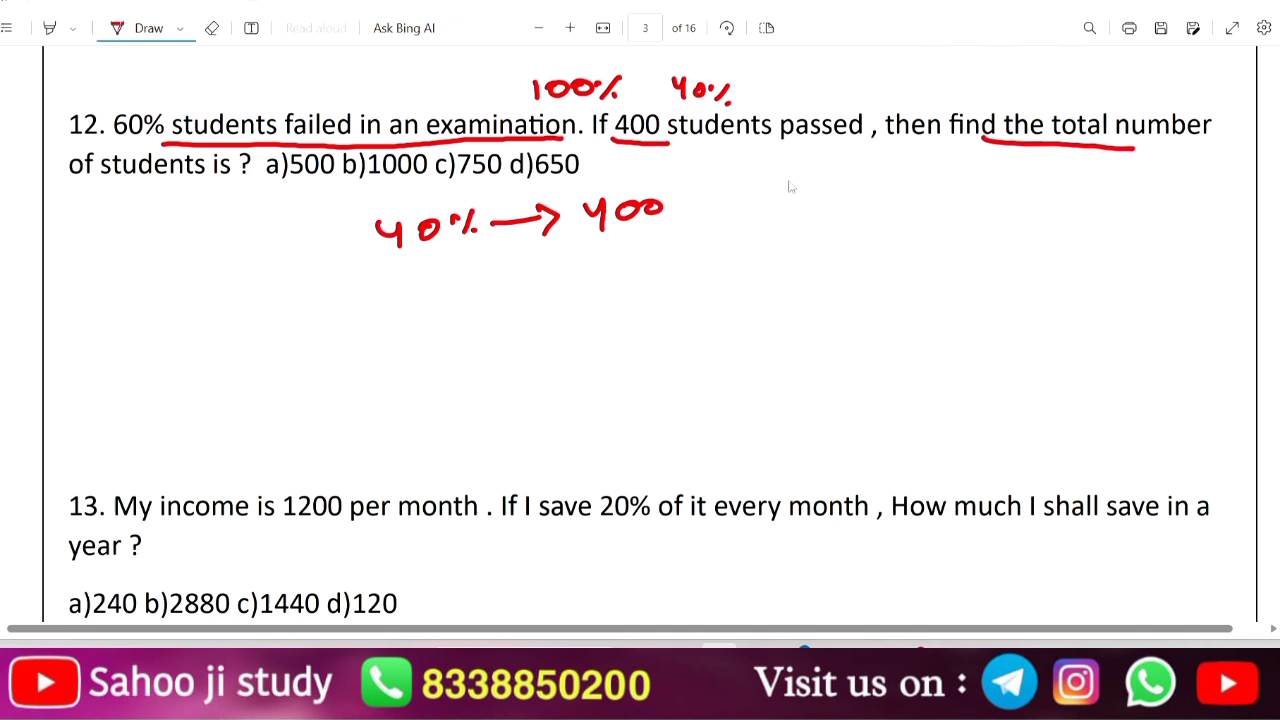 Draw
Read aloud
Ask Bing AI
3 of 16
100% 40%
12. 60% students failed in an examination. If 400 students passed , then find the total number
of students is ? a)500 b)1000 c)750 d)650
40% → 400
13. My income is 1200 per month . If I save 20% of it every month , How much I shall save in a
year ?
a)240 b)2880 c)1440 d)120
Sahoo ji study 8338850200 Visit us on :